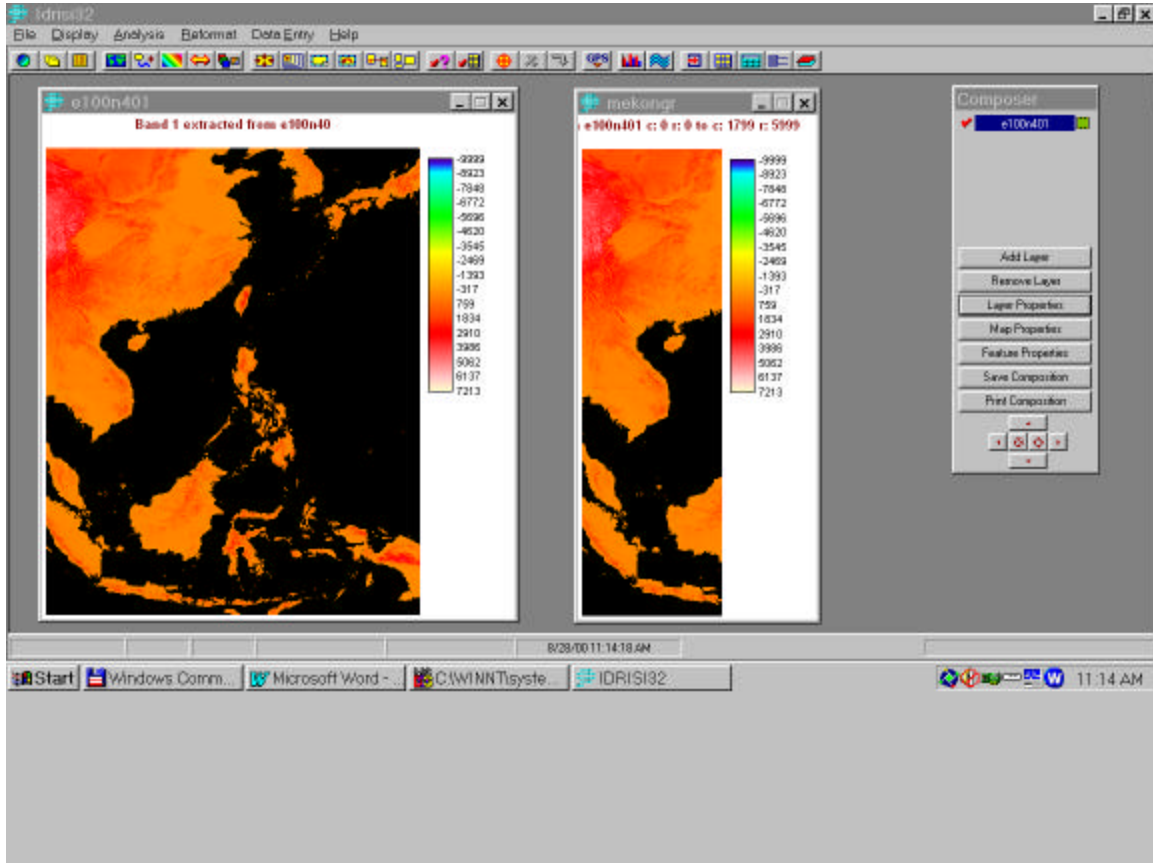 Idrisi32
File Display Analysis Reformat Data Entry Help
e100n401
Band 1 extracted from e100n40
-9999
-8923
-7848
-6772
-5696
-4620
-3545
-2469
-1393
-317
759
1834
2910
3986
5062
6137
7213
mekongr
e100n401 c: 0 r: 0 to c: 1799 r: 5999
-9999
-8923
-7848
-6772
-5696
-4620
-3545
-2469
-1393
-317
759
1834
2910
3986
5062
6137
7213
Composer
e100n401
Add Layer
Remove Layer
Layer Properties
Map Properties
Feature Properties
Save Composition
Print Composition
8/28/00 11:14:18 AM
Start Windows Comm... Microsoft Word - ... C:\WINNT\syste... IDRISI32 11:14 AM